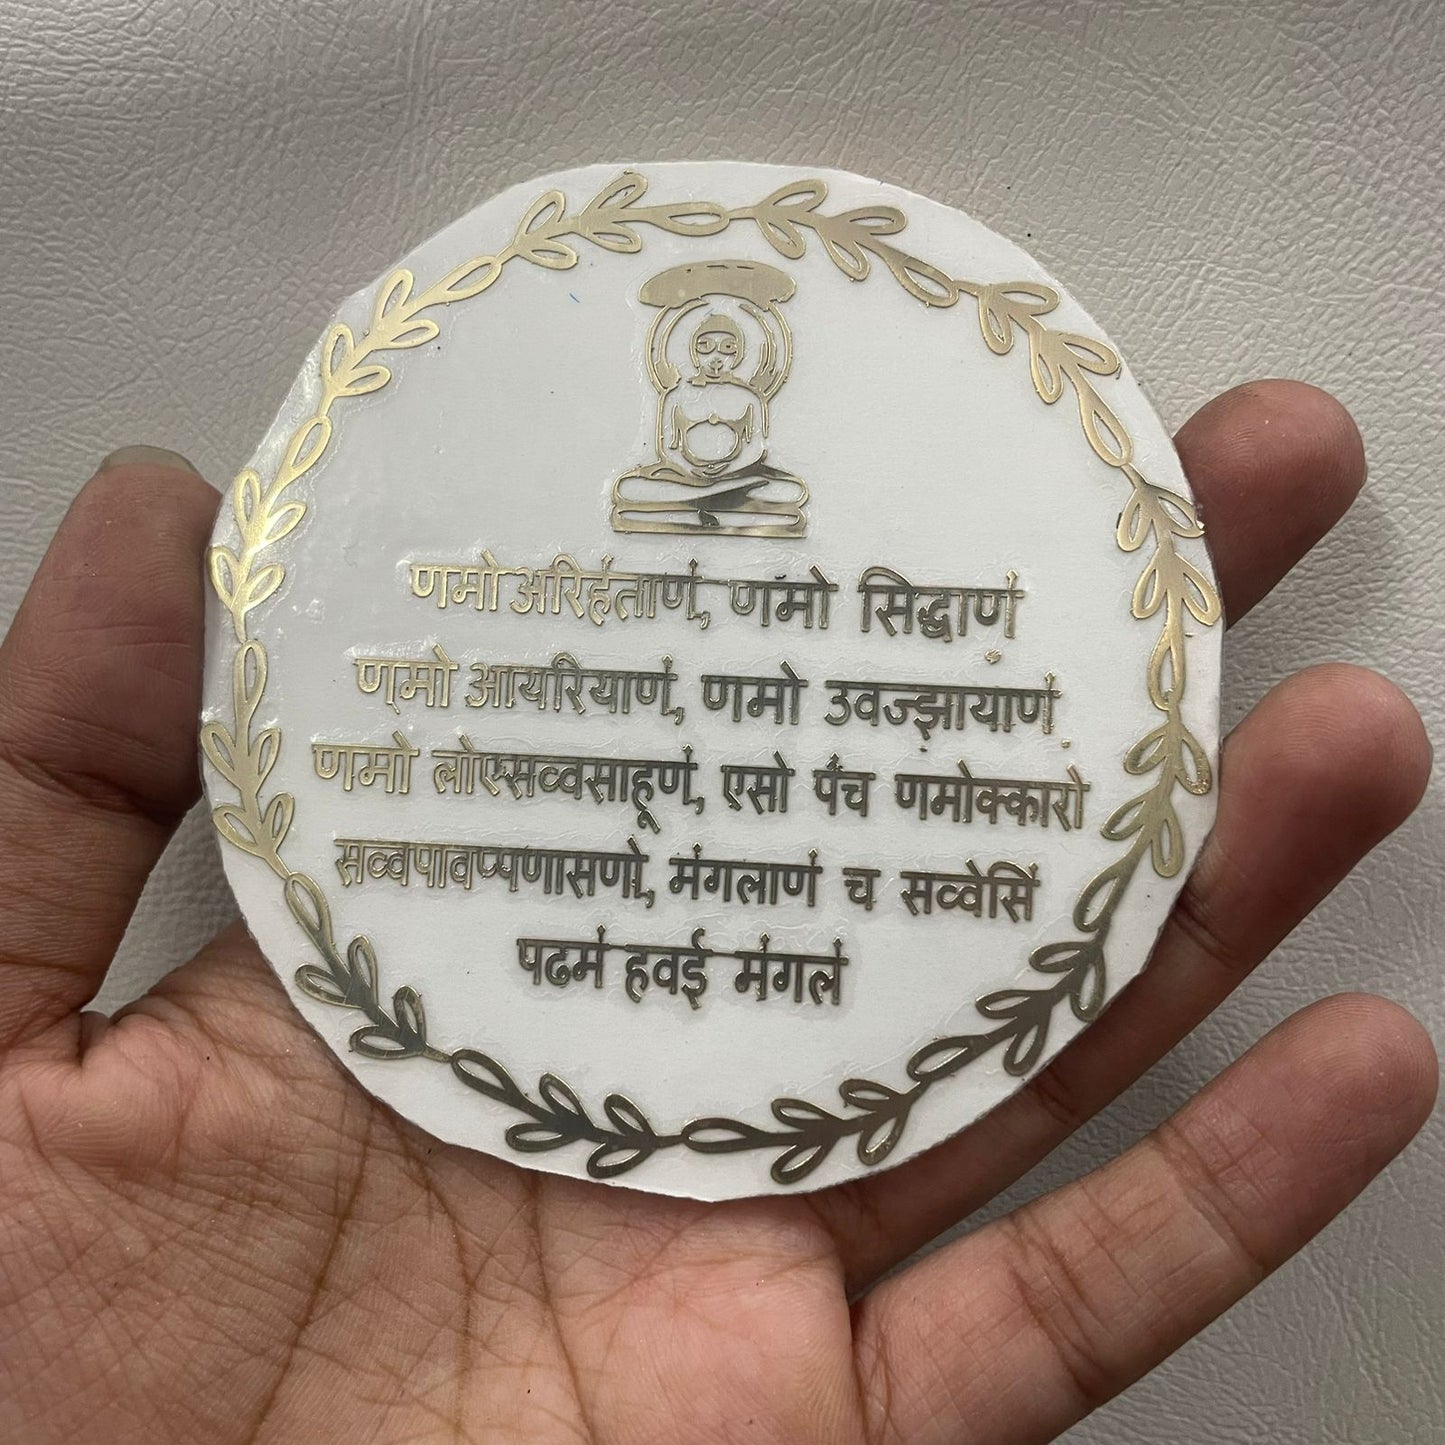 णमो अरिहंताणं, णमो सिद्धाणं
णमो आयरियाणं, णमो उवज्झायाणं
णमो लोएसव्वसाहूणं, एसो पंच णमोक्कारो
सव्वपावप्पणासणो, मंगलाणं च सव्वेसिं
पढमं हवई मंगलं